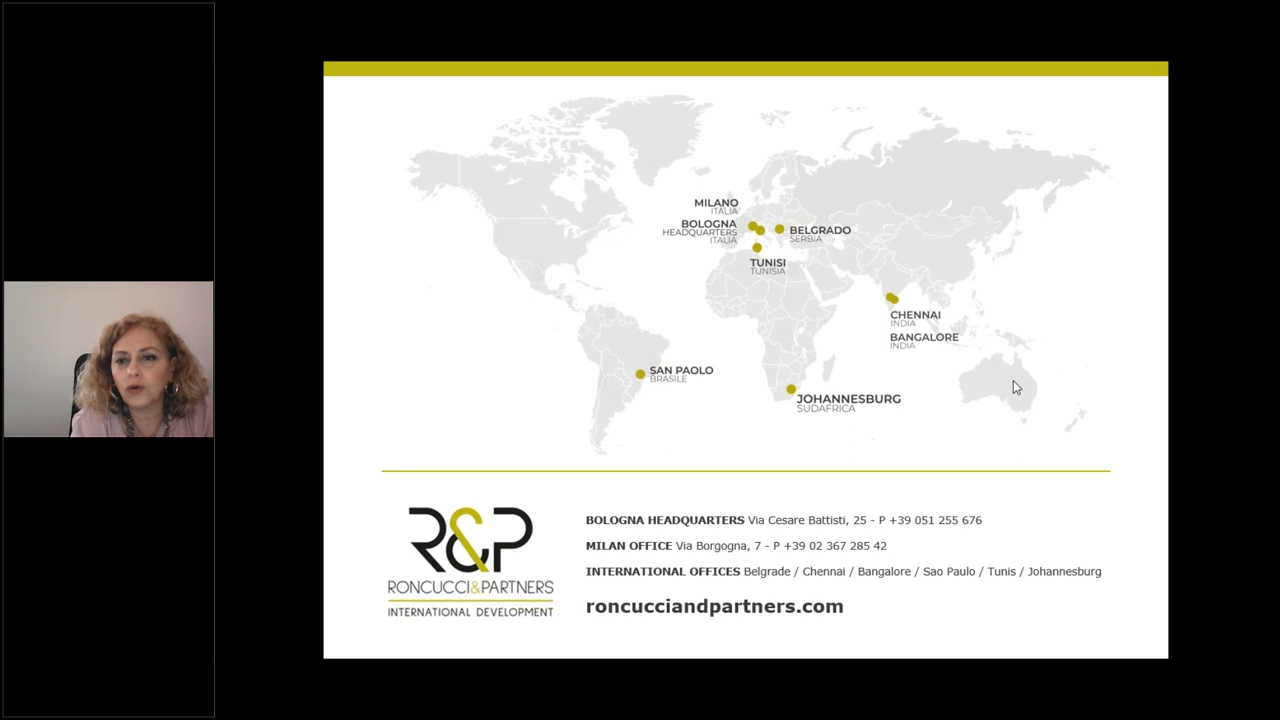 MILANO
ITALIA
BOLOGNA
HEADQUARTERS
ITALIA
BELGRADO
SERBIA
TUNISI
TUNISIA
CHENNAI
INDIA
BANGALORE
INDIA
SAN PAOLO
BRASILE
JOHANNESBURG
SUDAFRICA
R&P
RONCUCCI&PARTNERS
INTERNATIONAL DEVELOPMENT
BOLOGNA HEADQUARTERS Via Cesare Battisti, 25 - P +39 051 255 676
MILAN OFFICE Via Borgogna, 7 - P +39 02 367 285 42
INTERNATIONAL OFFICES Belgrade / Chennai / Bangalore / Sao Paulo / Tunis / Johannesburg
roncucciandpartners.com